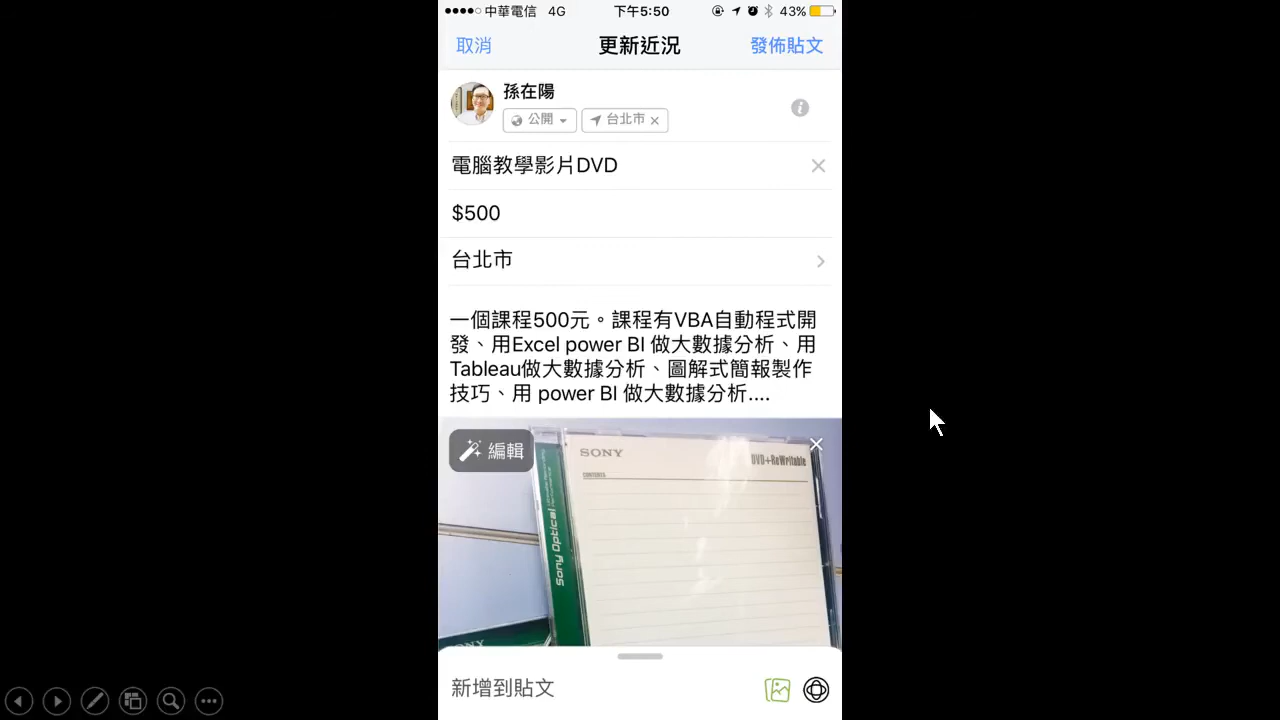 中華電信 4G 下午5:50 43%
取消 更新近況 發佈貼文
孫在陽
公開 台北市
電腦教學影片DVD
$500
台北市
一個課程500元。課程有VBA自動程式開
發、用Excel power BI 做大數據分析、用
Tableau做大數據分析、圖解式簡報製作
技巧、用 power BI 做大數據分析....
編輯
SONY
DVD+ReWritable
CONTENTS
Sony Optical
SONY
新增到貼文